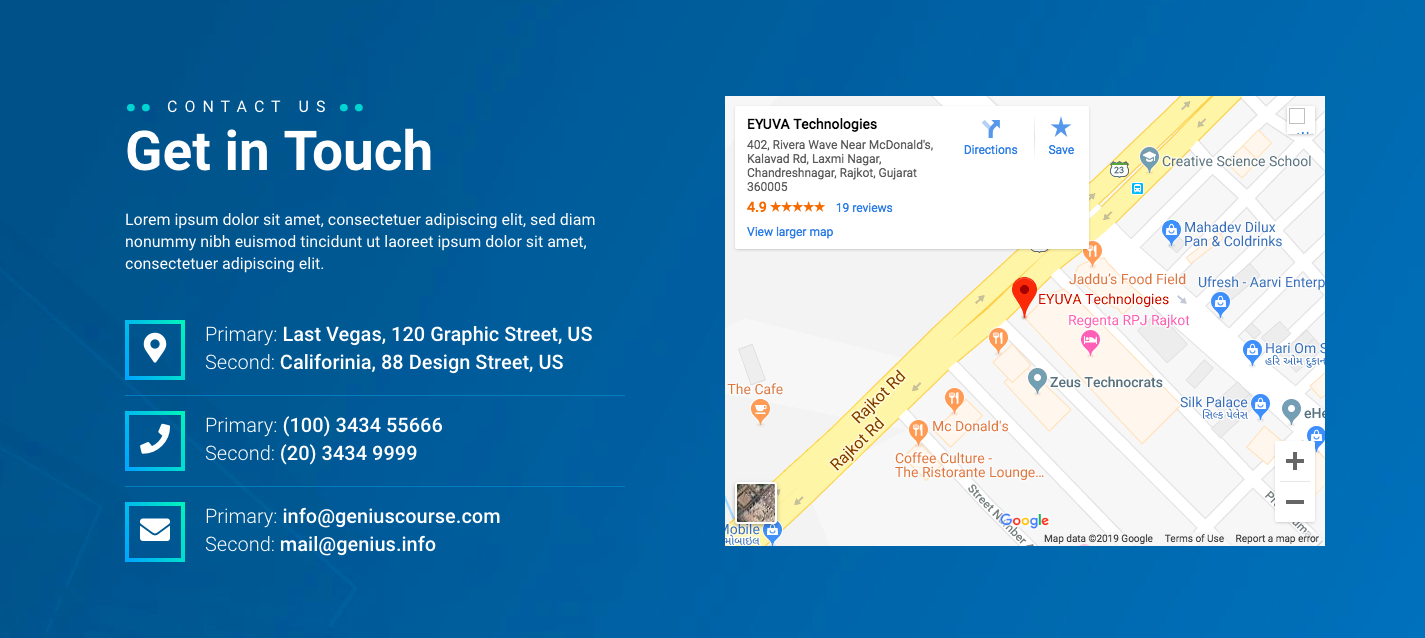 CONTACT US
Get in Touch
Lorem ipsum dolor sit amet, consectetuer adipiscing elit, sed diam
nonummy nibh euismod tincidunt ut laoreet ipsum dolor sit amet,
consectetuer adipiscing elit.
Primary: Last Vegas, 120 Graphic Street, US
Second: Califorinia, 88 Design Street, US
Primary: (100) 3434 55666
Second: (20) 3434 9999
Primary: info@geniuscourse.com
Second: mail@genius.info
EYUVA Technologies
402, Rivera Wave Near McDonald's,
Kalavad Rd, Laxmi Nagar,
Chandreshnagar, Rajkot, Gujarat
360005
4.9
19 reviews
View larger map
Directions
Save
23
Creative Science School
Mahadev Dilux
Pan & Coldrinks
Jaddu's Food Field
Ufresh - Aarvi Enterp
EYUVA Technologies
Regenta RPJ Rajkot
Hari Om S
હરિ ઓમ દુકાન
Zeus Technocrats
The Cafe
Silk Palace
સિલ્ક પેલેસ
eHe
Rajkot Rd
Rajkot Rd
Mc Donald's
Coffee Culture -
The Ristorante Lounge...
Street Number
Mobile
મોબાઇલ
Google
Map data ©2019 Google
Terms of Use
Report a map error